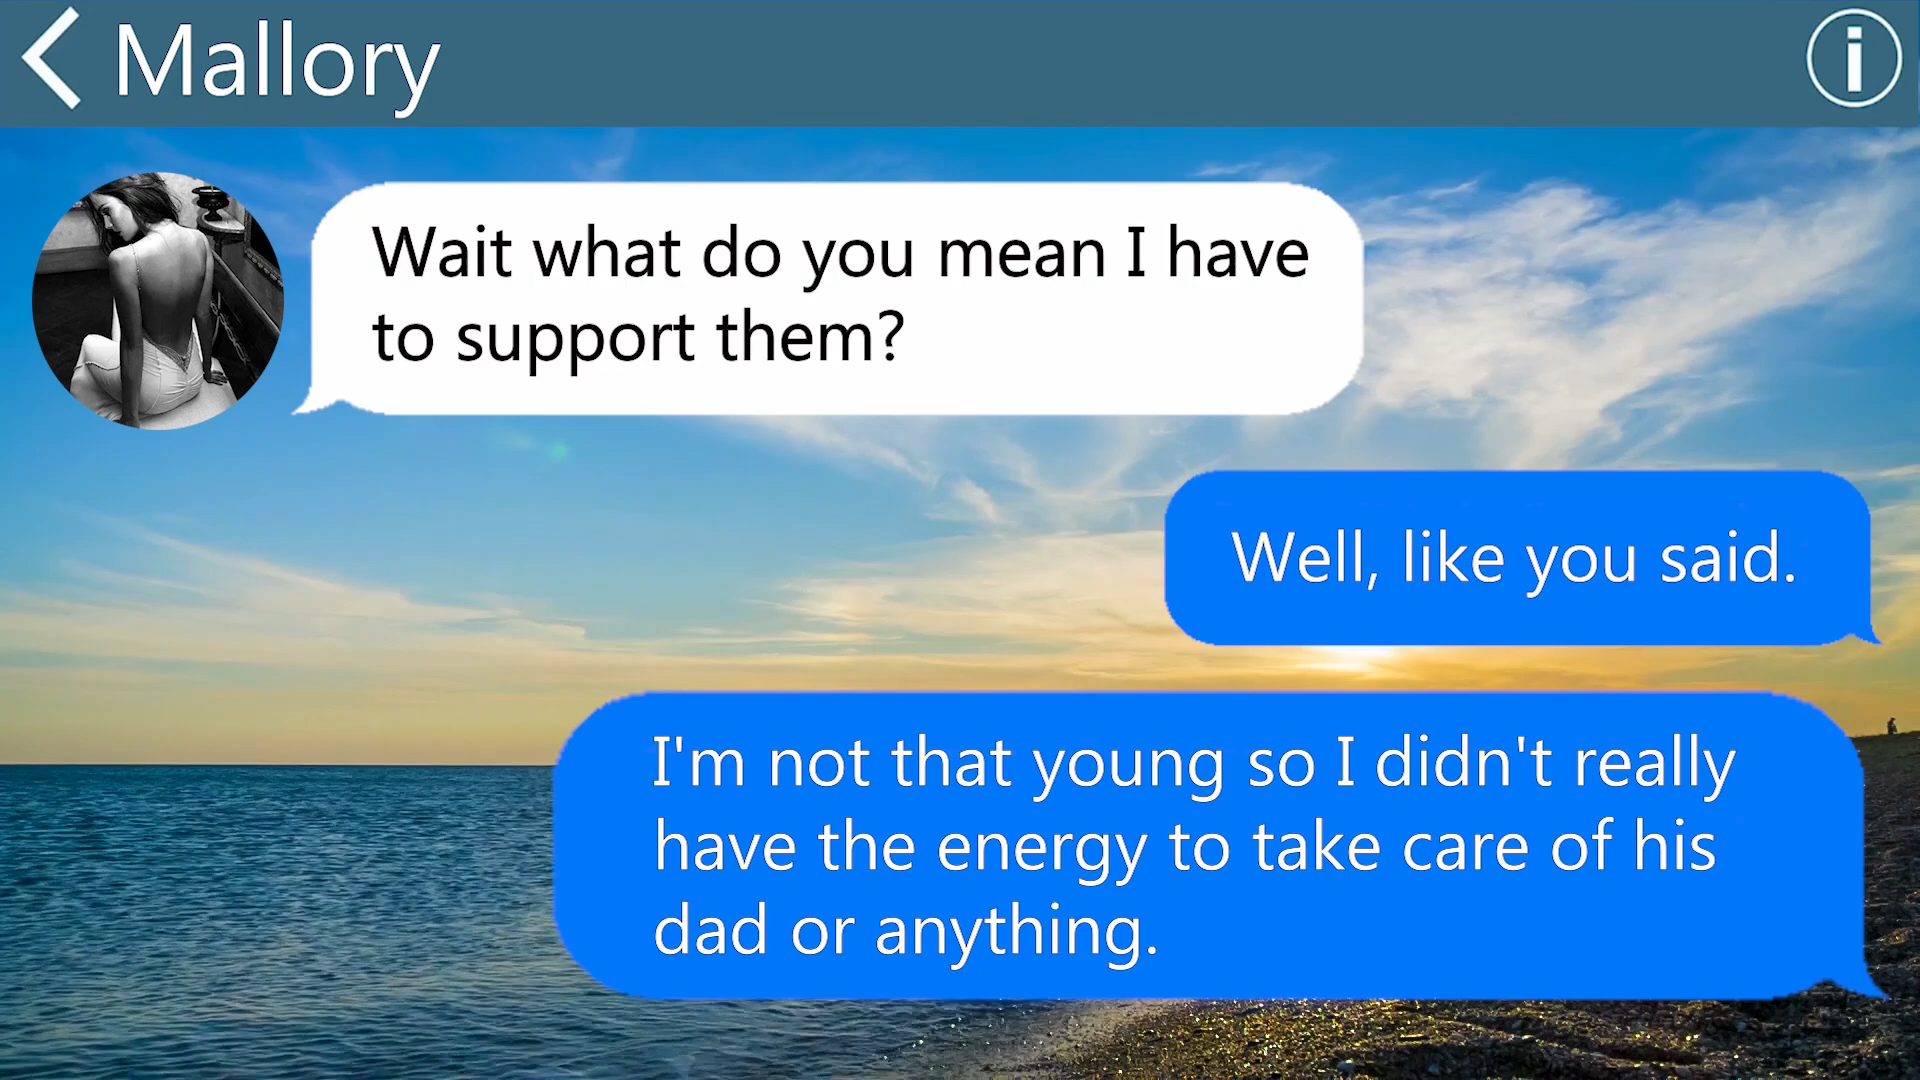 Mallory
Wait what do you mean I have
to support them?
Well, like you said.
I'm not that young so I didn't really
have the energy to take care of his
dad or anything.